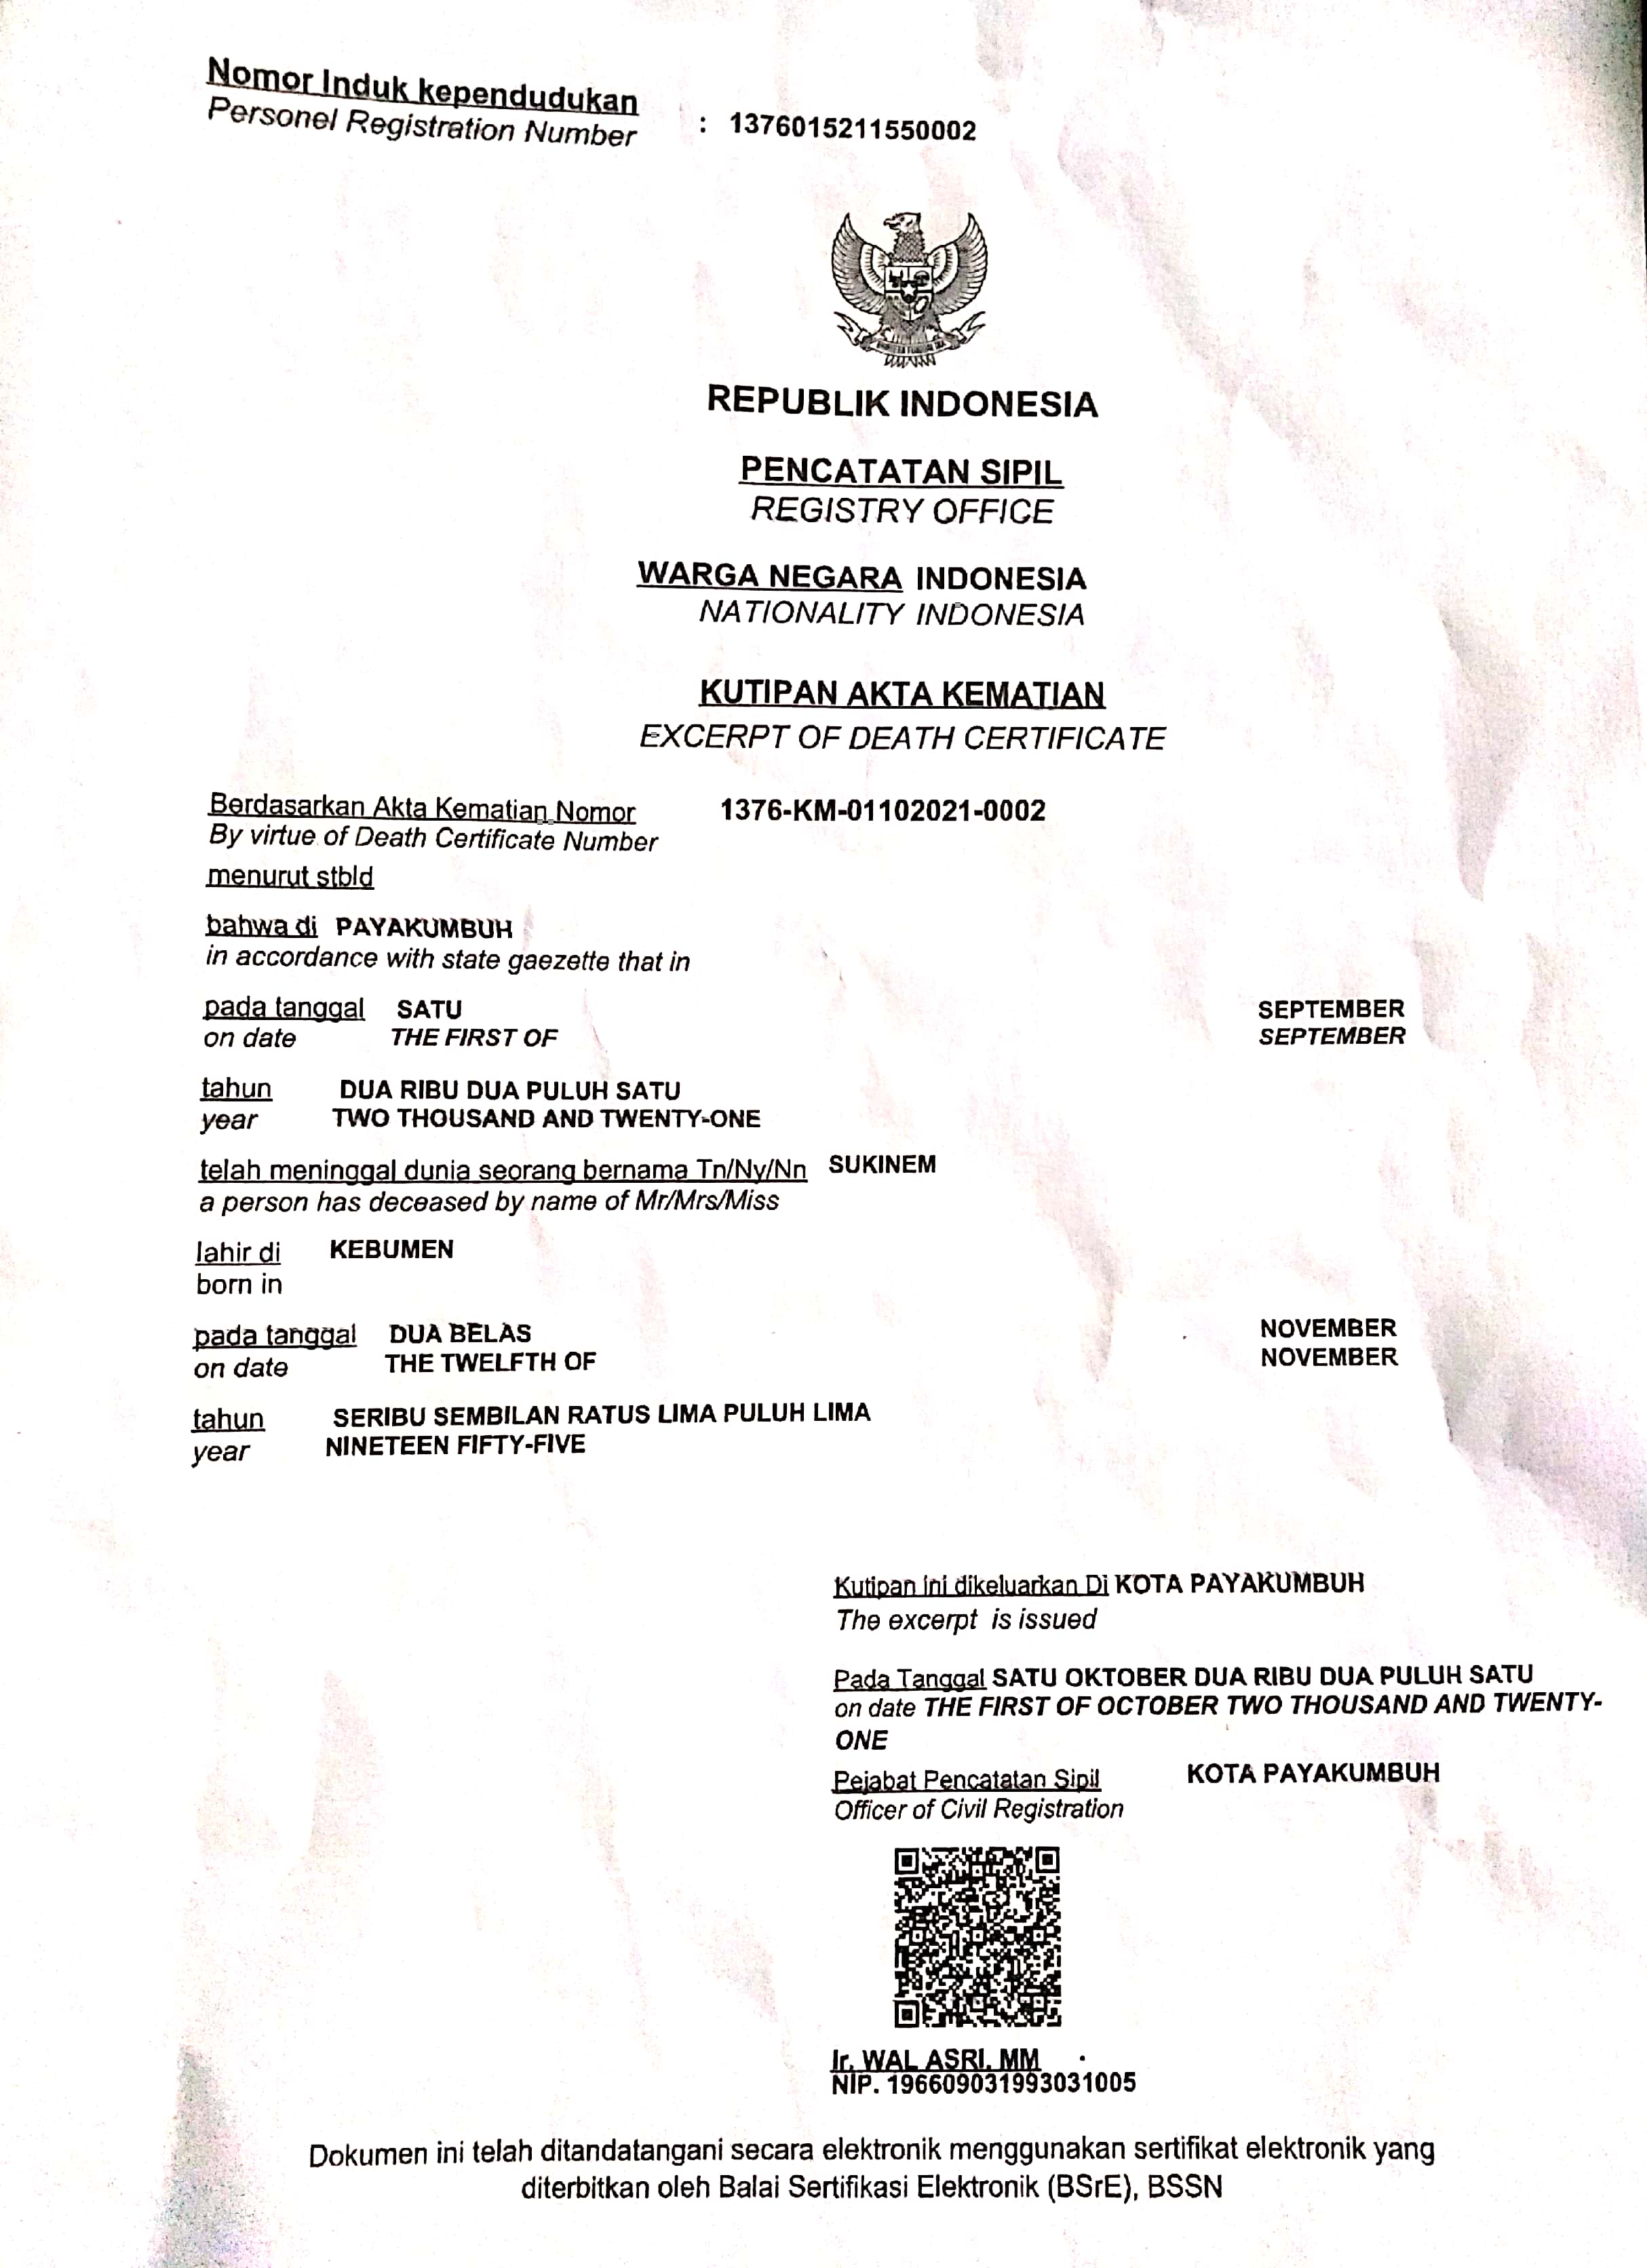 Nomor Induk kependudukan
Personel Registration Number : 1376015211550002
REPUBLIK INDONESIA
PENCATATAN SIPIL
REGISTRY OFFICE
WARGA NEGARA INDONESIA
NATIONALITY INDONESIA
KUTIPAN AKTA KEMATIAN
EXCERPT OF DEATH CERTIFICATE
Berdasarkan Akta Kematian Nomor 1376-KM-01102021-0002
By virtue of Death Certificate Number
menurut stbld
bahwa di PAYAKUMBUH
in accordance with state gaezette that in
pada tanggal SATU SEPTEMBER
on date THE FIRST OF SEPTEMBER
tahun DUA RIBU DUA PULUH SATU
year TWO THOUSAND AND TWENTY-ONE
telah meninggal dunia seorang bernama Tn/Ny/Nn SUKINEM
a person has deceased by name of Mr/Mrs/Miss
lahir di KEBUMEN
born in
pada tanggal DUA BELAS NOVEMBER
on date THE TWELFTH OF NOVEMBER
tahun SERIBU SEMBILAN RATUS LIMA PULUH LIMA
year NINETEEN FIFTY-FIVE
Kutipan ini dikeluarkan Di KOTA PAYAKUMBUH
The excerpt is issued
Pada Tanggal SATU OKTOBER DUA RIBU DUA PULUH SATU
on date THE FIRST OF OCTOBER TWO THOUSAND AND TWENTY-
ONE
Pejabat Pencatatan Sipil KOTA PAYAKUMBUH
Officer of Civil Registration
Ir. WAL ASRI, MM
NIP. 196609031993031005
Dokumen ini telah ditandatangani secara elektronik menggunakan sertifikat elektronik yang
diterbitkan oleh Balai Sertifikasi Elektronik (BSrE), BSSN